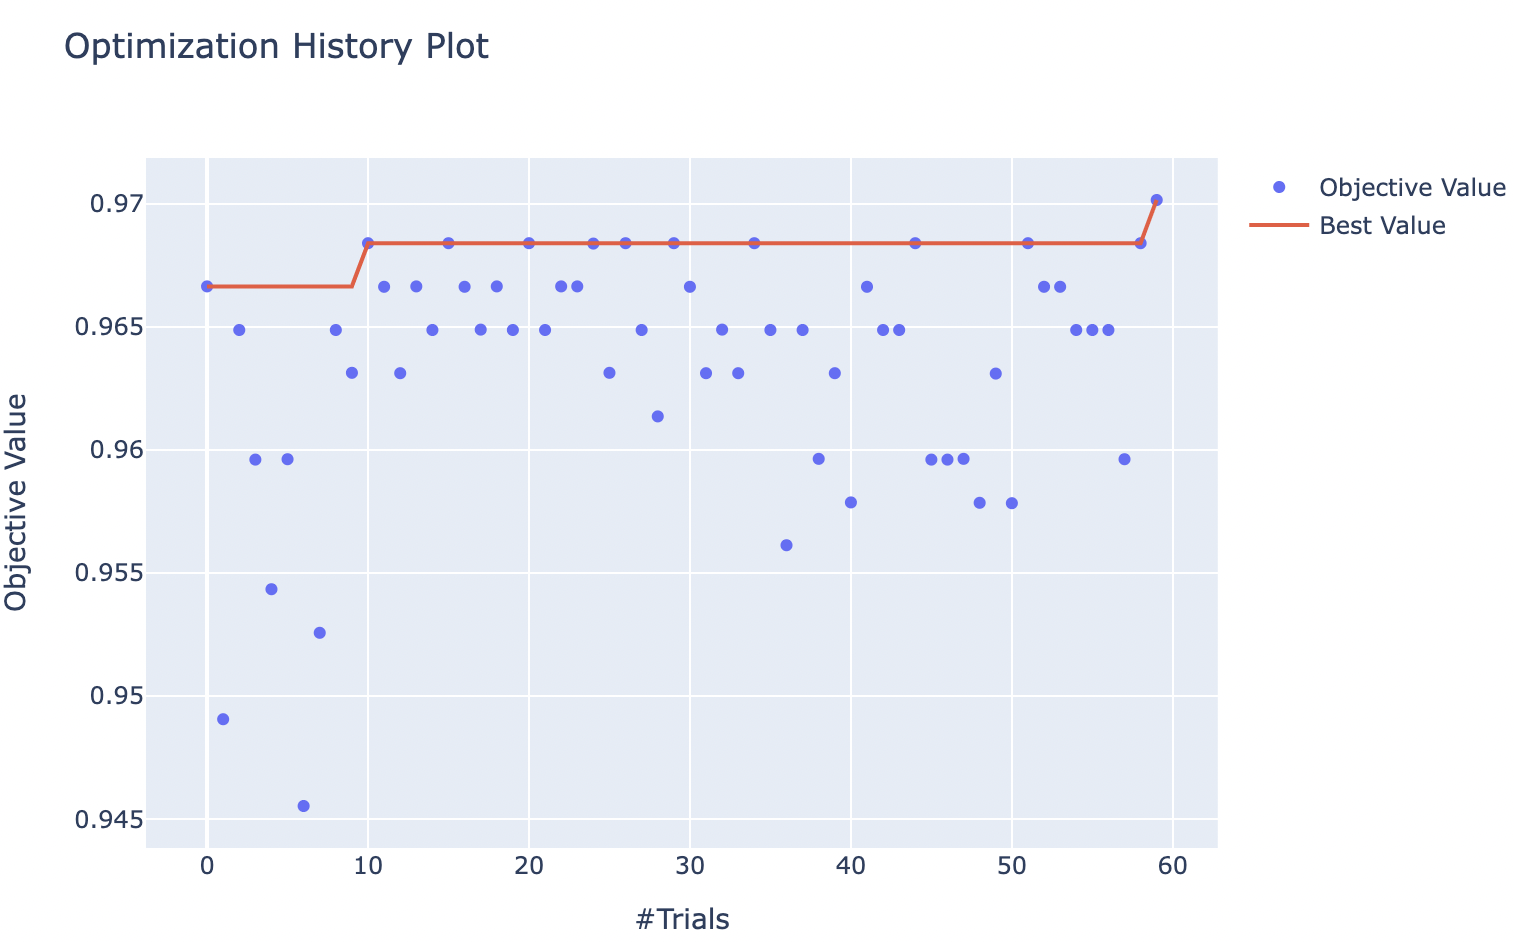 Optimization History Plot
Objective Value
Best Value
0.97
0.965
0.96
0.955
0.95
0.945
Objective Value
0 10 20 30 40 50 60
#Trials